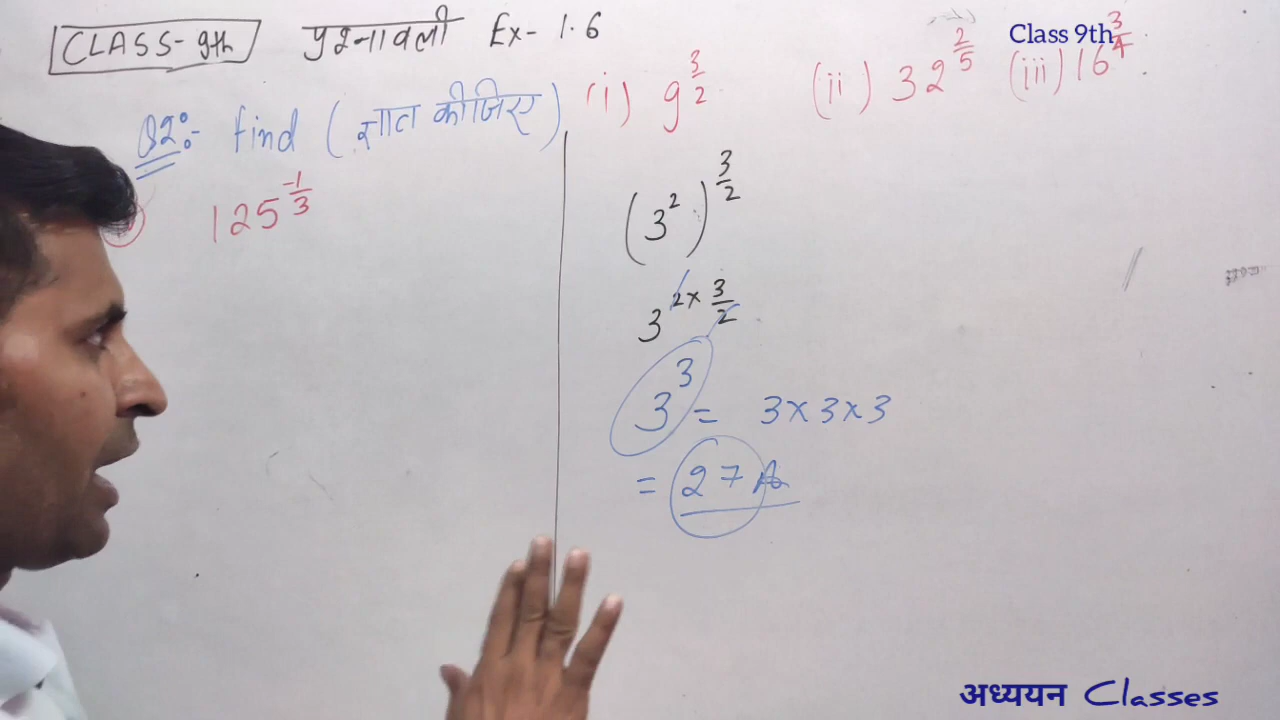 CLASS-9th प्रश्नावली Ex-1.6
Class 9th
Q2:- find (ज्ञात कीजिए) (i) 9^{3/2} (ii) 32^{2/5} (iii) 16^{3/4}
125^{-1/3}
(3^2)^{3/2}
3^{2×3/2}
3^3 = 3×3×3
= 27 A
अध्ययन Classes